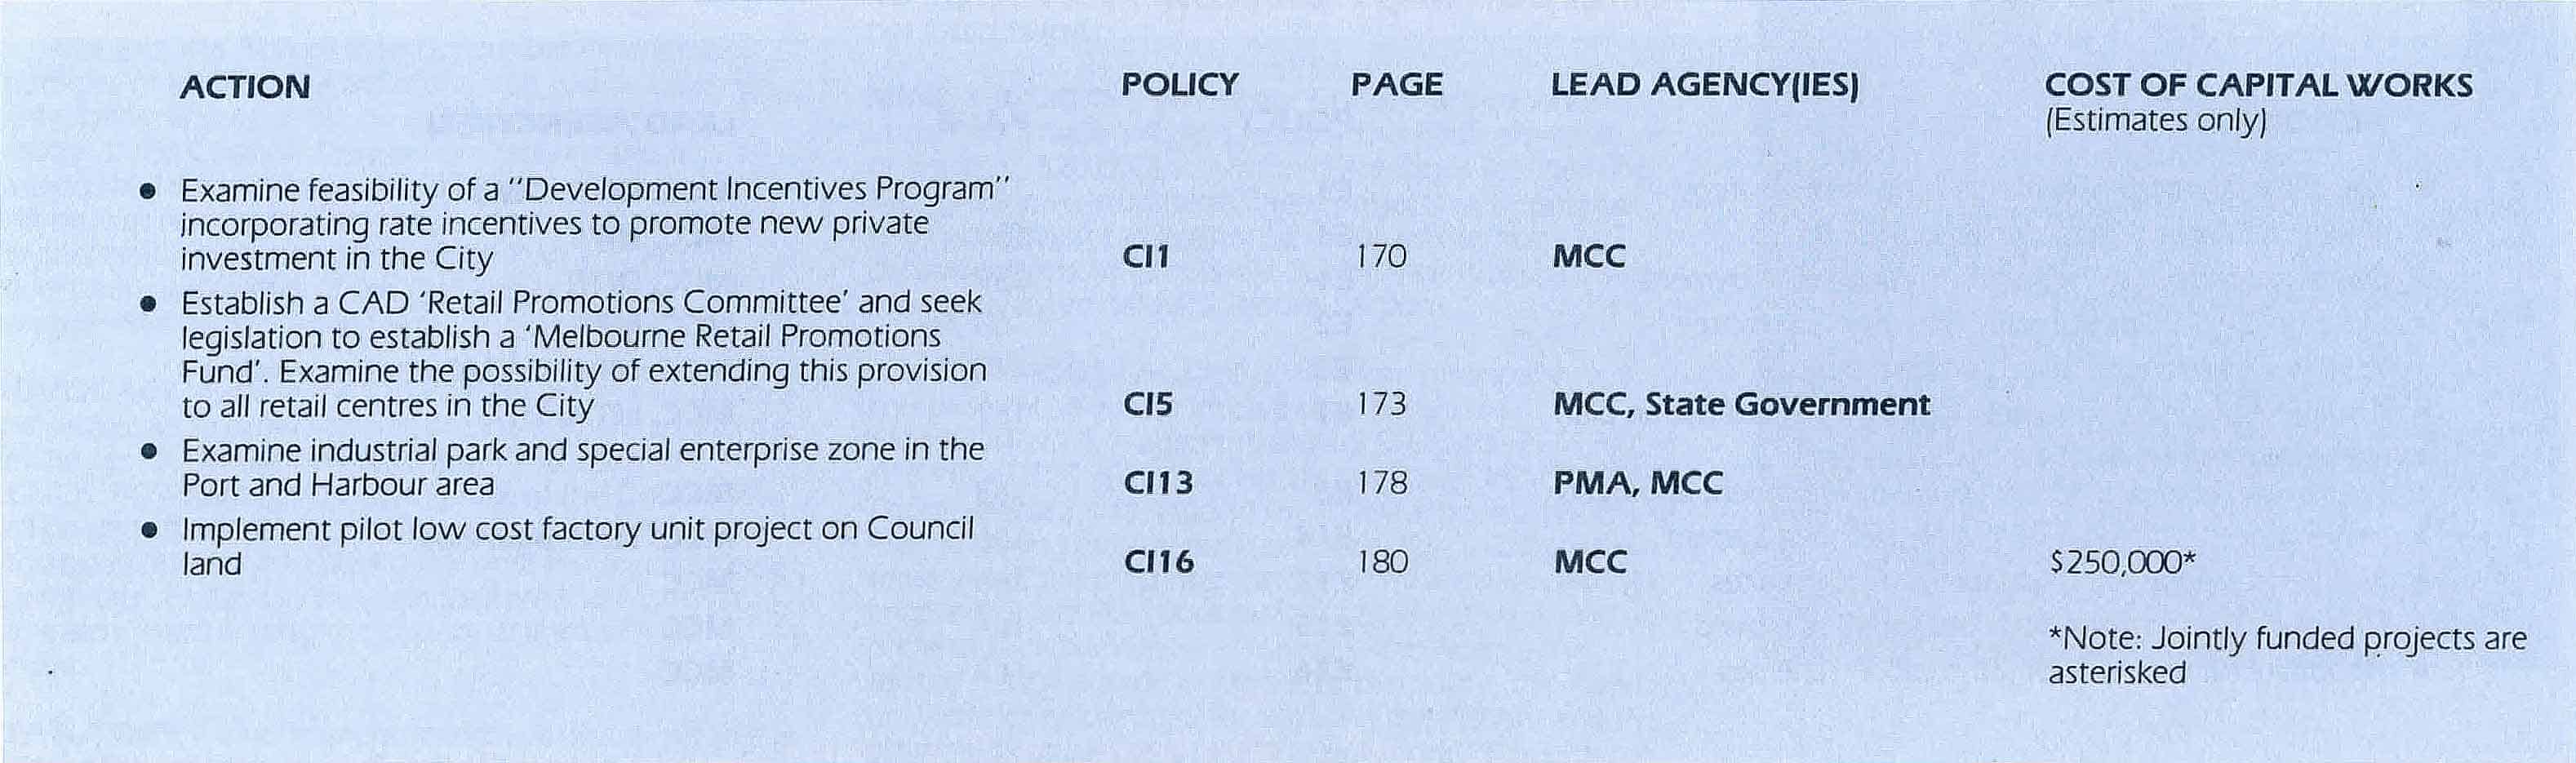 ACTION POLICY PAGE LEAD AGENCY(IES) COST OF CAPITAL WORKS
(Estimates only)
● Examine feasibility of a "Development Incentives Program"
incorporating rate incentives to promote new private
investment in the City CI1 170 MCC
● Establish a CAD 'Retail Promotions Committee' and seek
legislation to establish a 'Melbourne Retail Promotions
Fund'. Examine the possibility of extending this provision
to all retail centres in the City CI5 173 MCC, State Government
● Examine industrial park and special enterprise zone in the
Port and Harbour area CI13 178 PMA, MCC
● Implement pilot low cost factory unit project on Council
land CI16 180 MCC $250,000*
*Note: Jointly funded projects are
asterisked